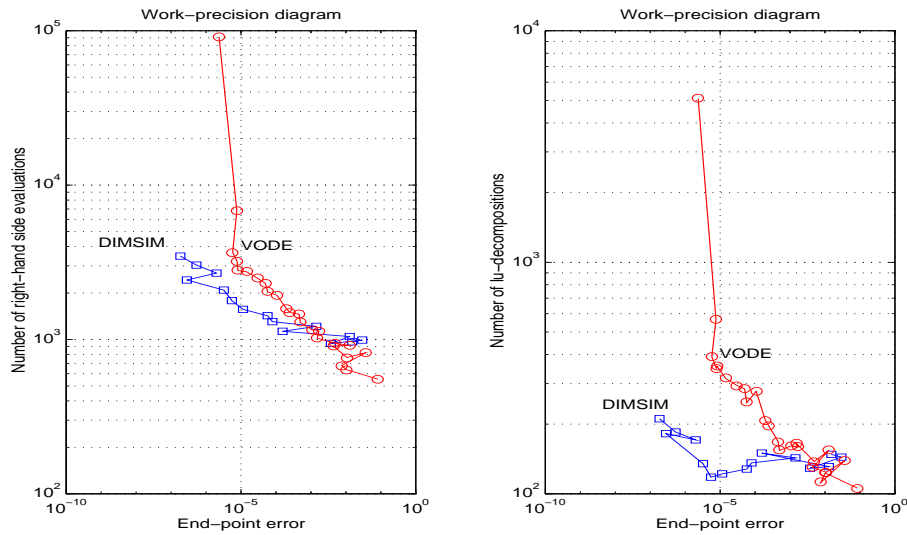 Work−precision diagram
10^5
10^4
10^3
10^2
Number of right−hand side evaluations
DIMSIM
VODE
10^−10
10^−5
10^0
End−point error
Work−precision diagram
10^4
10^3
10^2
Number of lu−decompositions
VODE
DIMSIM
10^−10
10^−5
10^0
End−point error